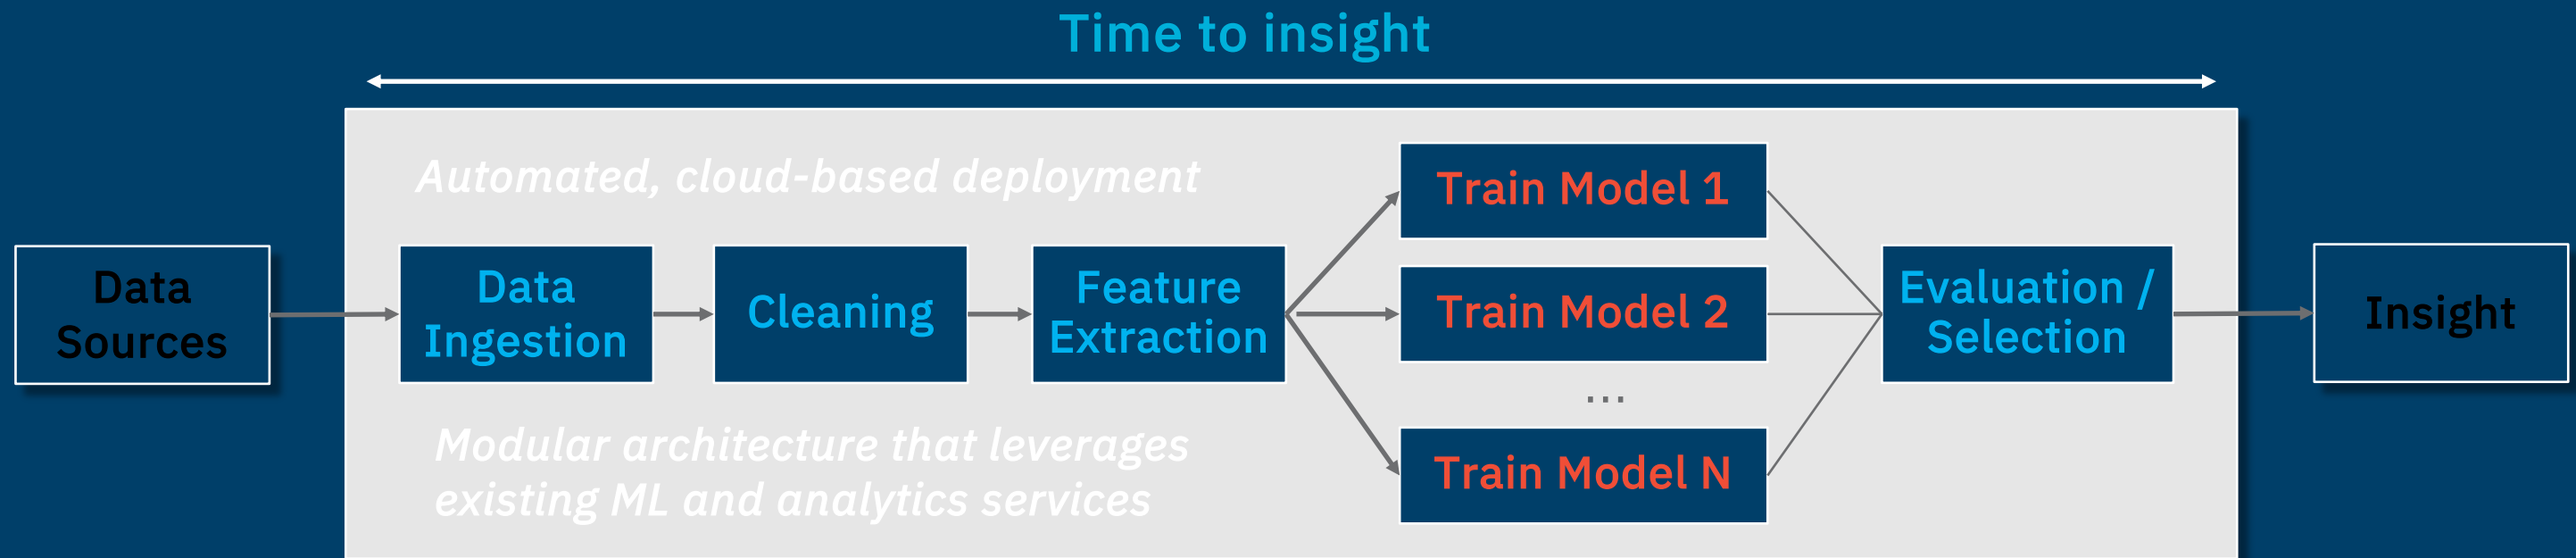 Time to insight
Automated, cloud-based deployment
Data
Sources
Data
Ingestion
Cleaning
Feature
Extraction
Train Model 1
Train Model 2
...
Train Model N
Evaluation /
Selection
Insight
Modular architecture that leverages
existing ML and analytics services